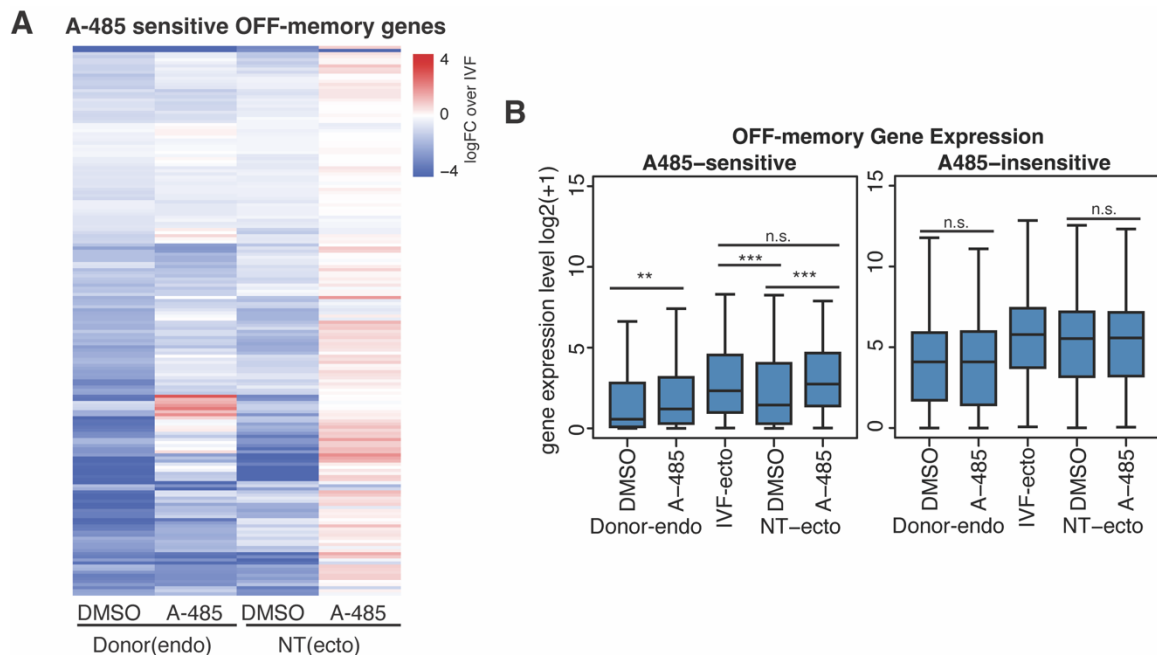 A
A-485 sensitive OFF-memory genes
4
0
−4
logFC over IVF
DMSO A-485 DMSO A-485
Donor(endo) NT(ecto)
B
OFF-memory Gene Expression
A485−sensitive A485−insensitive
gene expression level log2(+1)
15
10
5
0
**
***
n.s.
***
DMSO
A−485
IVF-ecto
DMSO
A−485
Donor-endo NT−ecto
15
10
5
0
n.s.
n.s.
DMSO
A−485
IVF-ecto
DMSO
A−485
Donor-endo NT−ecto